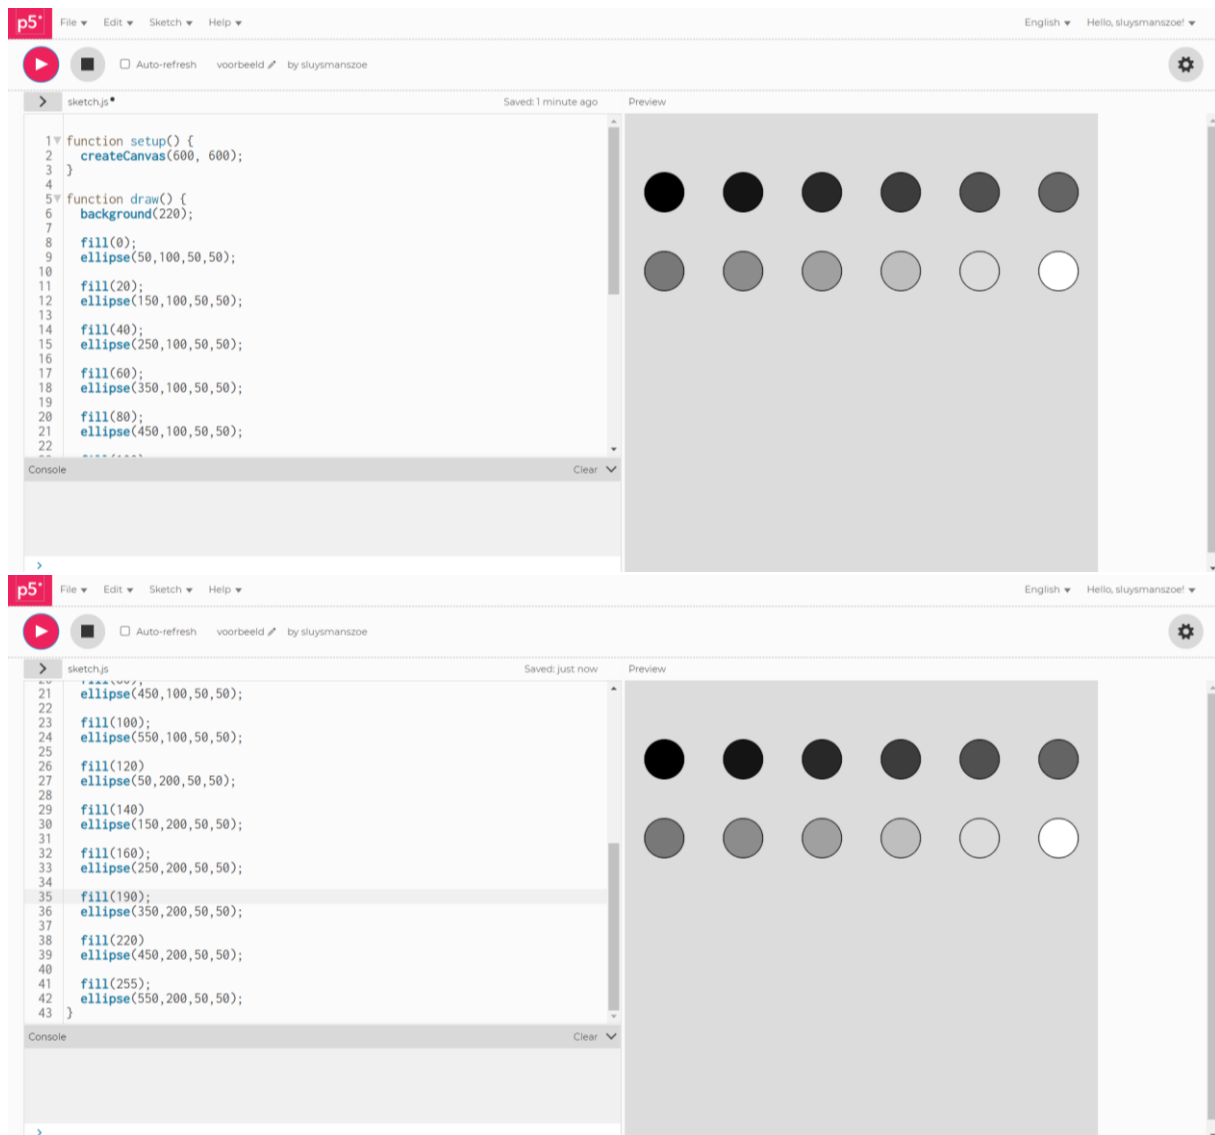 p5* File Edit Sketch Help English Hello, sluysmanszoe!
Auto-refresh voorbeeld by sluysmanszoe
> sketch.js Saved: 1 minute ago Preview
1 function setup() {
2 createCanvas(600, 600);
3 }
4
5 function draw() {
6 background(220);
7
8 fill(0);
9 ellipse(50,100,50,50);
10
11 fill(20);
12 ellipse(150,100,50,50);
13
14 fill(40);
15 ellipse(250,100,50,50);
16
17 fill(60);
18 ellipse(350,100,50,50);
19
20 fill(80);
21 ellipse(450,100,50,50);
22
Console Clear
>
p5* File Edit Sketch Help English Hello, sluysmanszoe!
Auto-refresh voorbeeld by sluysmanszoe
> sketch.js Saved: just now Preview
21 ellipse(450,100,50,50);
22
23 fill(100);
24 ellipse(550,100,50,50);
25
26 fill(120)
27 ellipse(50,200,50,50);
28
29 fill(140)
30 ellipse(150,200,50,50);
31
32 fill(160);
33 ellipse(250,200,50,50);
34
35 fill(190);
36 ellipse(350,200,50,50);
37
38 fill(220)
39 ellipse(450,200,50,50);
40
41 fill(255);
42 ellipse(550,200,50,50);
43 }
Console Clear
>